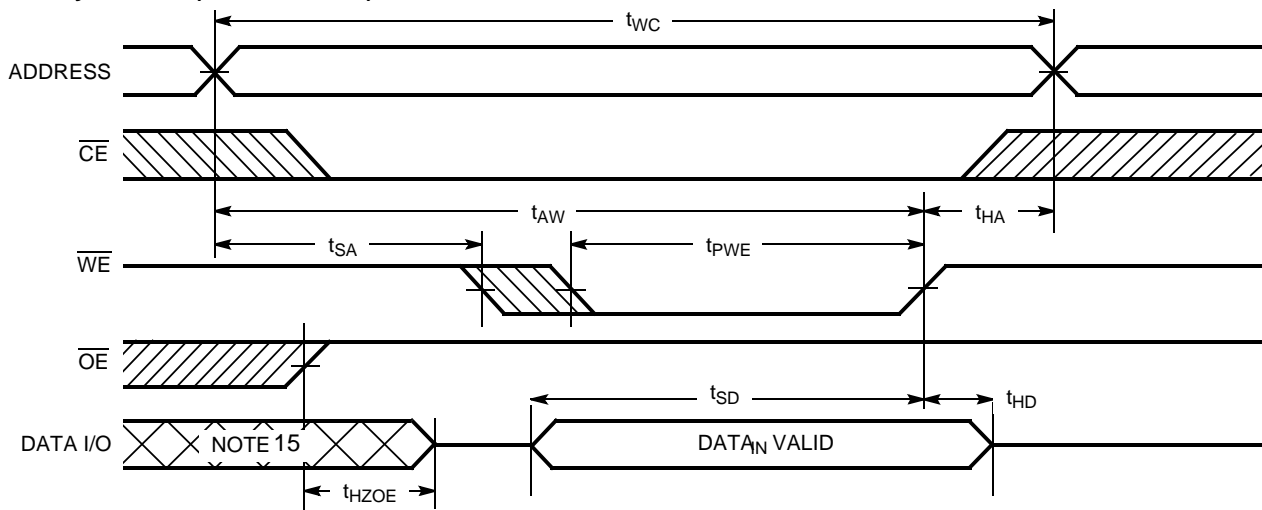 tWC
ADDRESS
CE
tAW
tHA
tSA
tPWE
WE
OE
tSD
tHD
DATA I/O
NOTE 15
DATAIN VALID
tHZOE